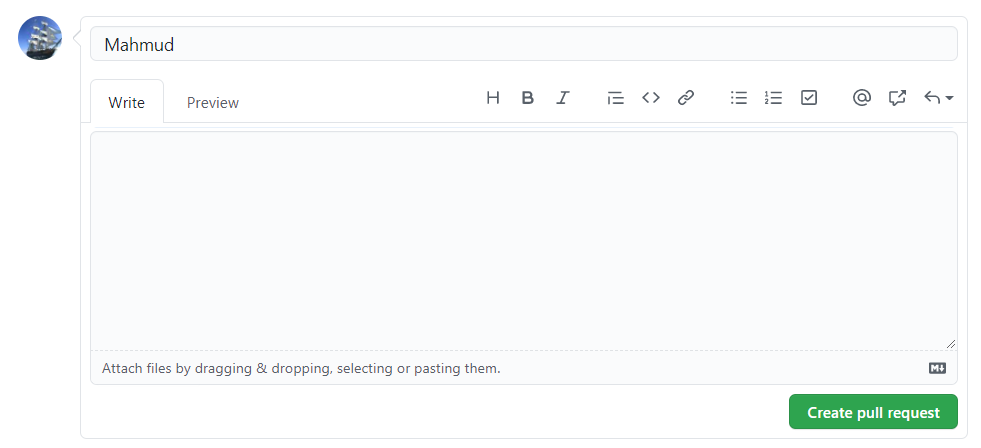 Mahmud
Write Preview H B I @
Attach files by dragging & dropping, selecting or pasting them.
Create pull request